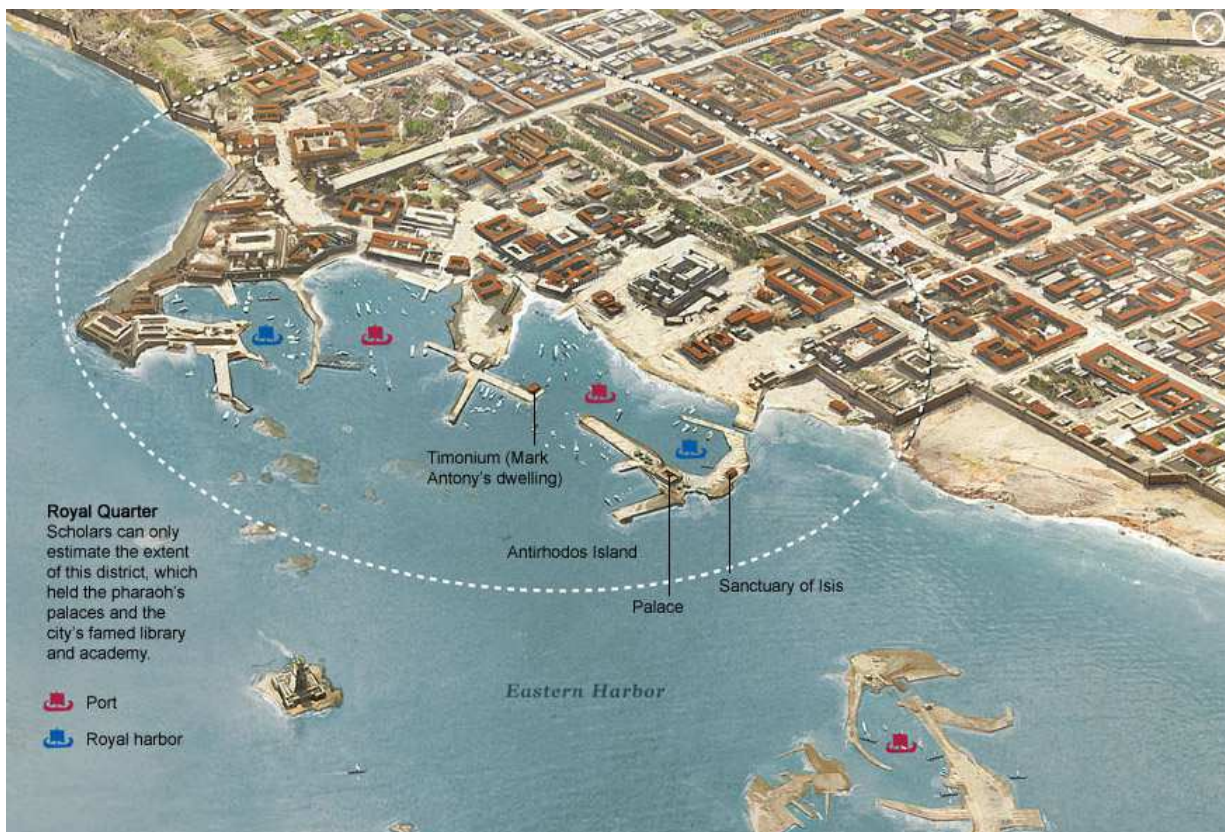 Timonium (Mark
Antony's dwelling)
Royal Quarter
Scholars can only
estimate the extent
of this district, which
held the pharaoh's
palaces and the
city's famed library
and academy.
Antirhodos Island
Sanctuary of Isis
Palace
Eastern Harbor
Port
Royal harbor